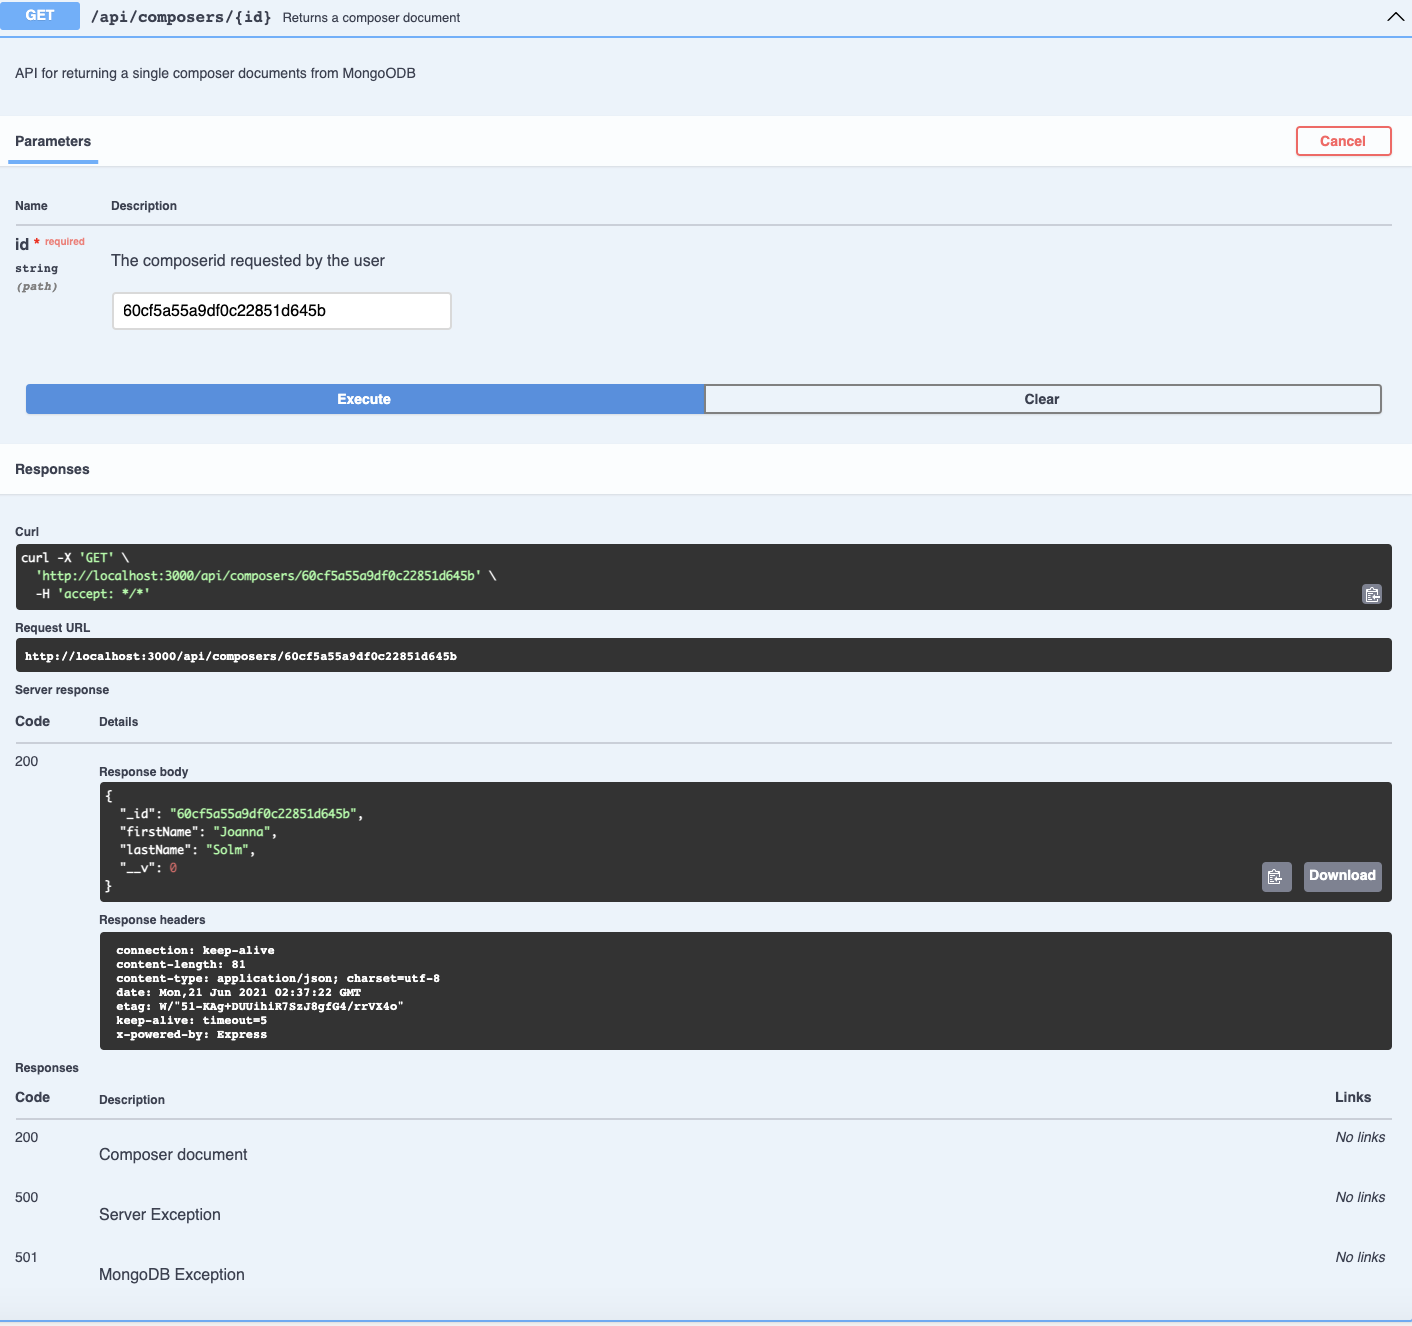 GET /api/composers/{id} Returns a composer document
API for returning a single composer documents from MongoODB
Parameters Cancel
Name Description
id * required
string
(path)
The composerid requested by the user
60cf5a55a9df0c22851d645b
Execute Clear
Responses
Curl
curl -X 'GET' \
'http://localhost:3000/api/composers/60cf5a55a9df0c22851d645b' \
-H 'accept: */*'
Request URL
http://localhost:3000/api/composers/60cf5a55a9df0c22851d645b
Server response
Code Details
200
Response body
{
"_id": "60cf5a55a9df0c22851d645b",
"firstName": "Joanna",
"lastName": "Solm",
"__v": 0
}
Download
Response headers
connection: keep-alive
content-length: 81
content-type: application/json; charset=utf-8
date: Mon,21 Jun 2021 02:37:22 GMT
etag: W/"51-KAg+DUUihiR7SzJ8gfG4/rrVX4o"
keep-alive: timeout=5
x-powered-by: Express
Responses
Code Description Links
200 No links
Composer document
500 No links
Server Exception
501 No links
MongoDB Exception